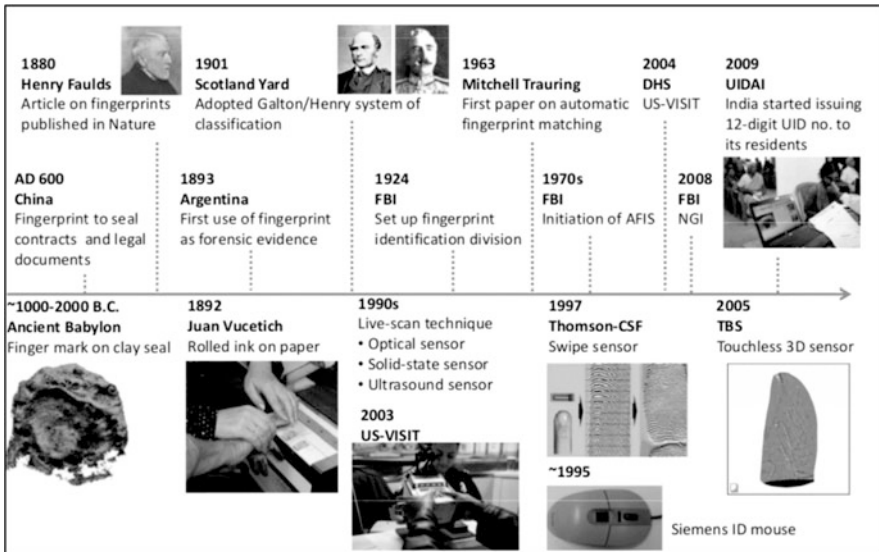 1880
Henry Faulds
Article on fingerprints
published in Nature
1901
Scotland Yard
Adopted Galton/Henry system of
classification
1963
Mitchell Trauring
First paper on automatic
fingerprint matching
2004
DHS
US-VISIT
2009
UIDAI
India started issuing
12-digit UID no. to
its residents
AD 600
China
Fingerprint to seal
contracts and legal
documents
1893
Argentina
First use of fingerprint
as forensic evidence
1924
FBI
Set up fingerprint
identification division
1970s
FBI
Initiation of AFIS
2008
FBI
NGI
~1000-2000 B.C.
Ancient Babylon
Finger mark on clay seal
1892
Juan Vucetich
Rolled ink on paper
1990s
Live-scan technique
• Optical sensor
• Solid-state sensor
• Ultrasound sensor
2003
US-VISIT
1997
Thomson-CSF
Swipe sensor
~1995
Siemens ID mouse
2005
TBS
Touchless 3D sensor